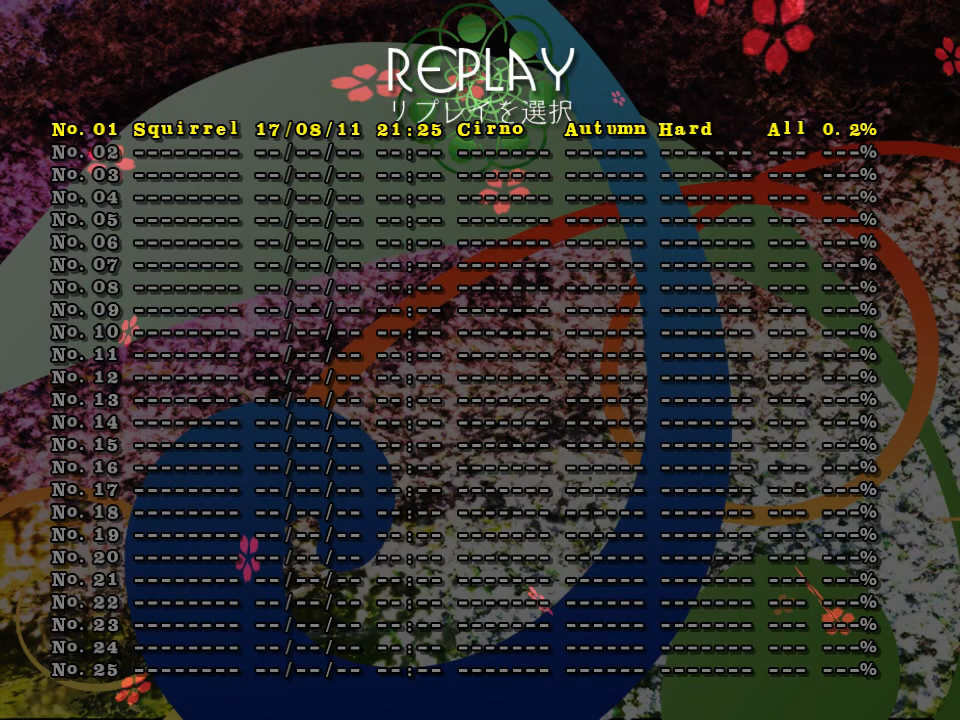 REPLAY
リプレイを選択
No. 01 Squirrel 17/08/11 21:25 Cirno Autumn Hard All 0.2%
No. 02 -------- --/--/-- --:-- ------- ------ ------- --- ---%
No. 03 -------- --/--/-- --:-- ------- ------ ------- --- ---%
No. 04 -------- --/--/-- --:-- ------- ------ ------- --- ---%
No. 05 -------- --/--/-- --:-- ------- ------ ------- --- ---%
No. 06 -------- --/--/-- --:-- ------- ------ ------- --- ---%
No. 07 -------- --/--/-- --:-- ------- ------ ------- --- ---%
No. 08 -------- --/--/-- --:-- ------- ------ ------- --- ---%
No. 09 -------- --/--/-- --:-- ------- ------ ------- --- ---%
No. 10 -------- --/--/-- --:-- ------- ------ ------- --- ---%
No. 11 -------- --/--/-- --:-- ------- ------ ------- --- ---%
No. 12 -------- --/--/-- --:-- ------- ------ ------- --- ---%
No. 13 -------- --/--/-- --:-- ------- ------ ------- --- ---%
No. 14 -------- --/--/-- --:-- ------- ------ ------- --- ---%
No. 15 -------- --/--/-- --:-- ------- ------ ------- --- ---%
No. 16 -------- --/--/-- --:-- ------- ------ ------- --- ---%
No. 17 -------- --/--/-- --:-- ------- ------ ------- --- ---%
No. 18 -------- --/--/-- --:-- ------- ------ ------- --- ---%
No. 19 -------- --/--/-- --:-- ------- ------ ------- --- ---%
No. 20 -------- --/--/-- --:-- ------- ------ ------- --- ---%
No. 21 -------- --/--/-- --:-- ------- ------ ------- --- ---%
No. 22 -------- --/--/-- --:-- ------- ------ ------- --- ---%
No. 23 -------- --/--/-- --:-- ------- ------ ------- --- ---%
No. 24 -------- --/--/-- --:-- ------- ------ ------- --- ---%
No. 25 -------- --/--/-- --:-- ------- ------ ------- --- ---%